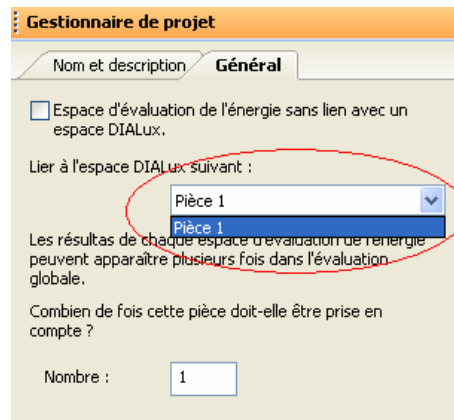 Gestionnaire de projet
Nom et description
Général
Espace d'évaluation de l'énergie sans lien avec un
espace DIALux.
Lier à l'espace DIALux suivant :
Pièce 1
Pièce 1
Les résultas de chaque espace d'évaluation de l'énergie
peuvent apparaître plusieurs fois dans l'évaluation
globale.
Combien de fois cette pièce doit-elle être prise en
compte ?
Nombre :
1